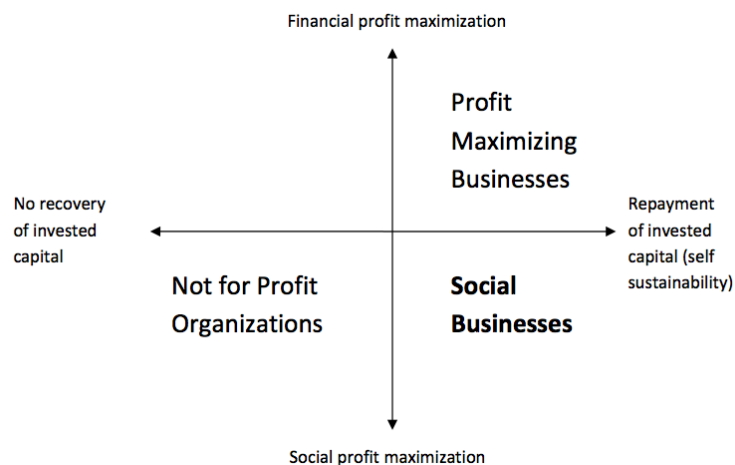 Financial profit maximization
Profit
Maximizing
Businesses
No recovery
of invested
capital
Repayment
of invested
capital (self
sustainability)
Not for Profit
Organizations
Social
Businesses
Social profit maximization